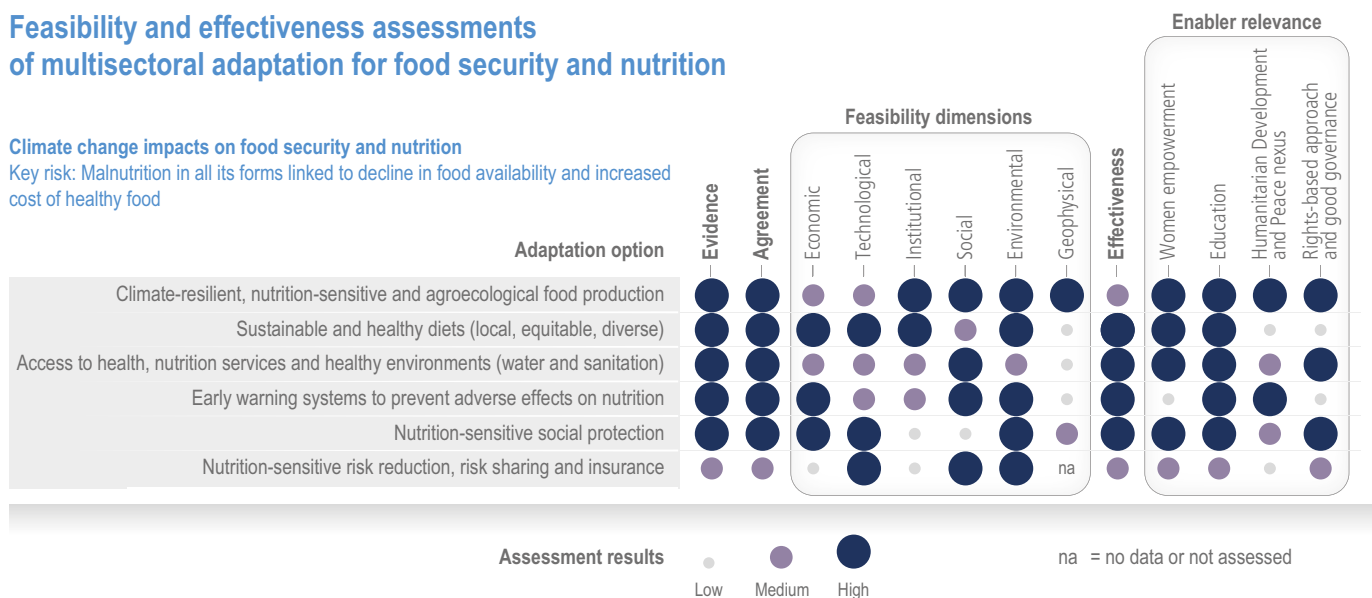 Feasibility and effectiveness assessments
of multisectoral adaptation for food security and nutrition
Enabler relevance
Climate change impacts on food security and nutrition
Key risk: Malnutrition in all its forms linked to decline in food availability and increased
cost of healthy food
Feasibility dimensions
Adaptation option
Evidence
Agreement
Economic
Technological
Institutional
Social
Environmental
Geophysical
Effectiveness
Women empowerment
Education
Humanitarian Development
and Peace nexus
Rights-based approach
and good governance
Climate-resilient, nutrition-sensitive and agroecological food production
Sustainable and healthy diets (local, equitable, diverse)
Access to health, nutrition services and healthy environments (water and sanitation)
Early warning systems to prevent adverse effects on nutrition
Nutrition-sensitive social protection
Nutrition-sensitive risk reduction, risk sharing and insurance
na
Assessment results
Low
Medium
High
na = no data or not assessed